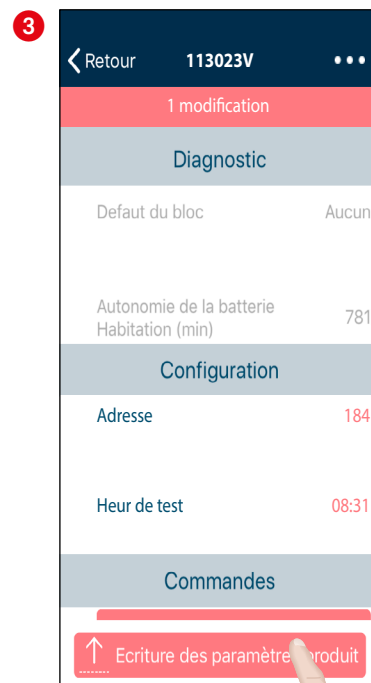 3
Retour 113023V •••
1 modification
Diagnostic
Defaut du bloc Aucun
Autonomie de la batterie
Habitation (min) 781
Configuration
Adresse 184
Heur de test 08:31
Commandes
Ecriture des paramètre produit